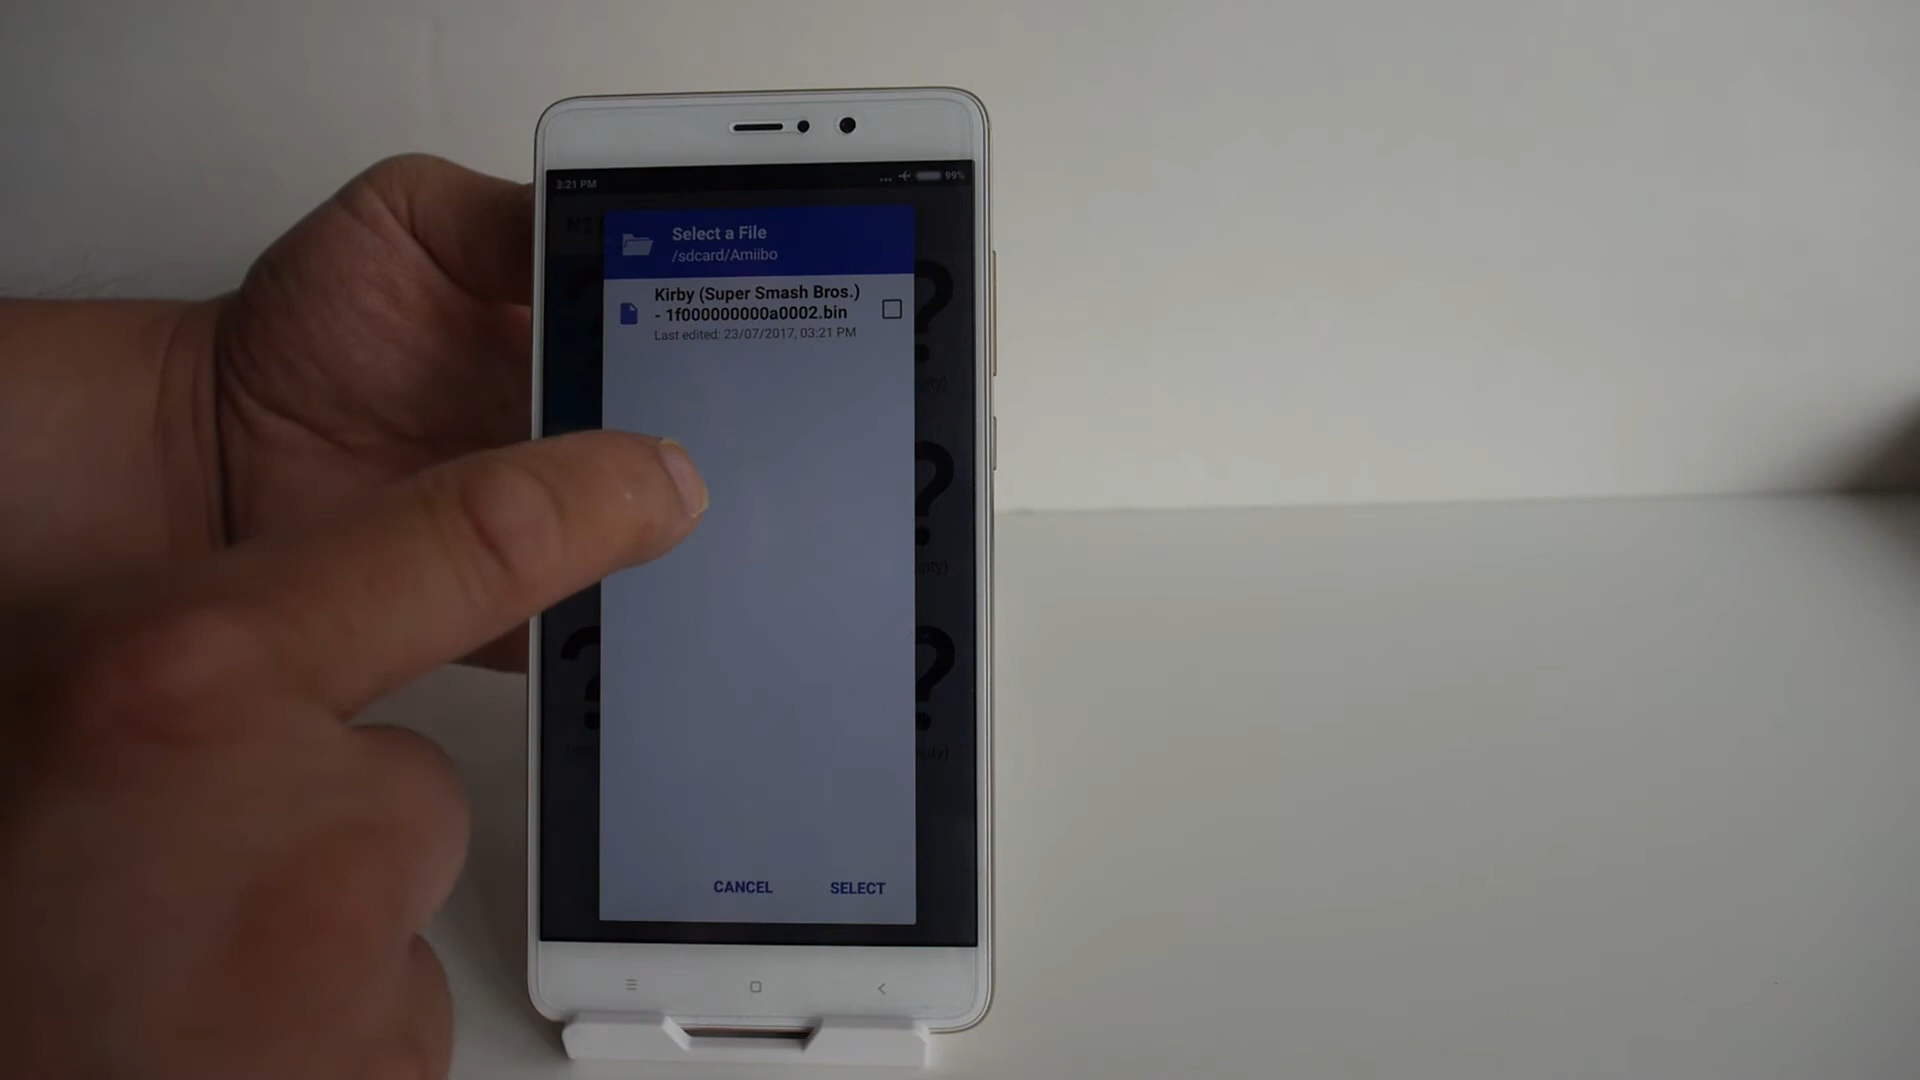 3:21 PM
99%
Select a File
/sdcard/Amiibo
Kirby (Super Smash Bros.)
- 1f000000000a0002.bin
Last edited: 23/07/2017, 03:21 PM
CANCEL
SELECT